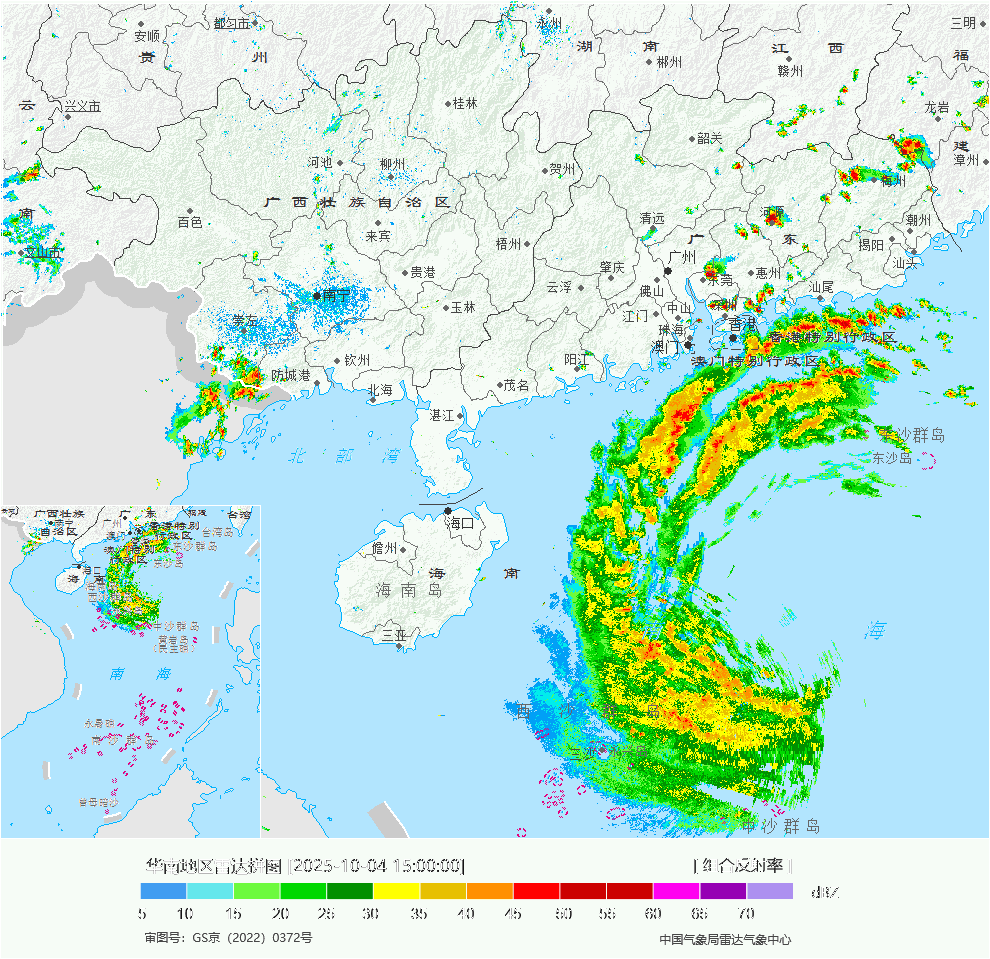 永州
三明
都匀市
安顺
湖
南
江
西
贵
州
福
郴州
赣州
云
兴义市
桂林
龙岩
韶关
建
河池
柳州
漳州
贺州
梅州
广西壮族自治区
南
百色
河源
潮州
清远
来宾
梧州
广
东
揭阳
文山市
广州
汕头
贵港
肇庆
东莞
惠州
云浮
佛山
汕尾
南宁
玉林
中山
深圳
崇左
江门
珠海
香港
香港特别行政区
澳门
澳门特别行政区
钦州
阳江
防城港
茂名
北海
湛江
东沙群岛
北部湾
东沙岛
海口
广西壮族
自治区
南宁
广
东
福建
台湾
广州
台湾岛
儋州
海
南
海南岛
东沙群岛
东沙岛
海口
海
南
三亚
海
中沙群岛
黄岩岛
(民主礁)
南
海
永暑礁
南沙群岛
曾母暗沙
中沙群岛
华南地区雷达拼图 [2025-10-04 15:00:00]
[ 组合反射率 ]
dBZ
5 10 15 20 25 30 35 40 45 50 55 60 65 70
审图号：GS京（2022）0372号
中国气象局雷达气象中心